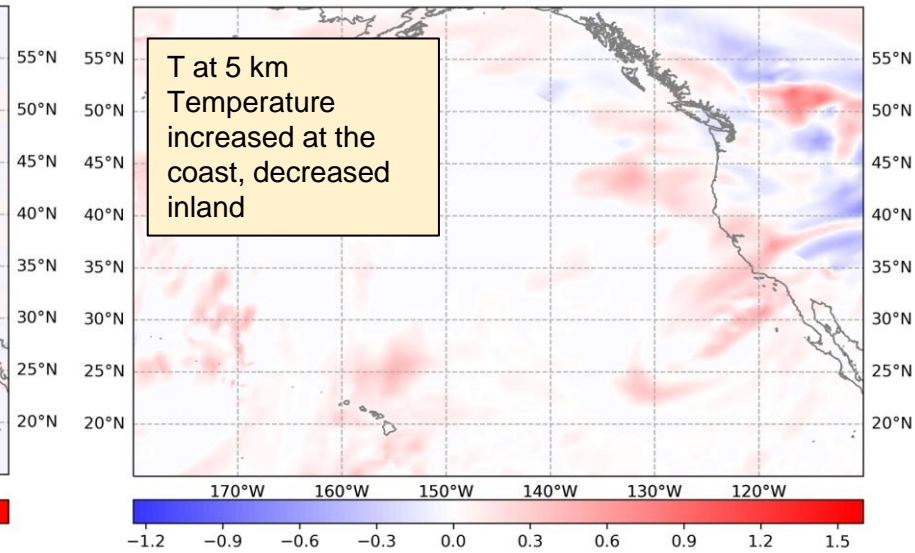 55°N
50°N
45°N
40°N
35°N
30°N
25°N
20°N
55°N
50°N
45°N
40°N
35°N
30°N
25°N
20°N
T at 5 km
Temperature
increased at the
coast, decreased
inland
55°N
50°N
45°N
40°N
35°N
30°N
25°N
20°N
170°W 160°W 150°W 140°W 130°W 120°W
−1.2 −0.9 −0.6 −0.3 0.0 0.3 0.6 0.9 1.2 1.5